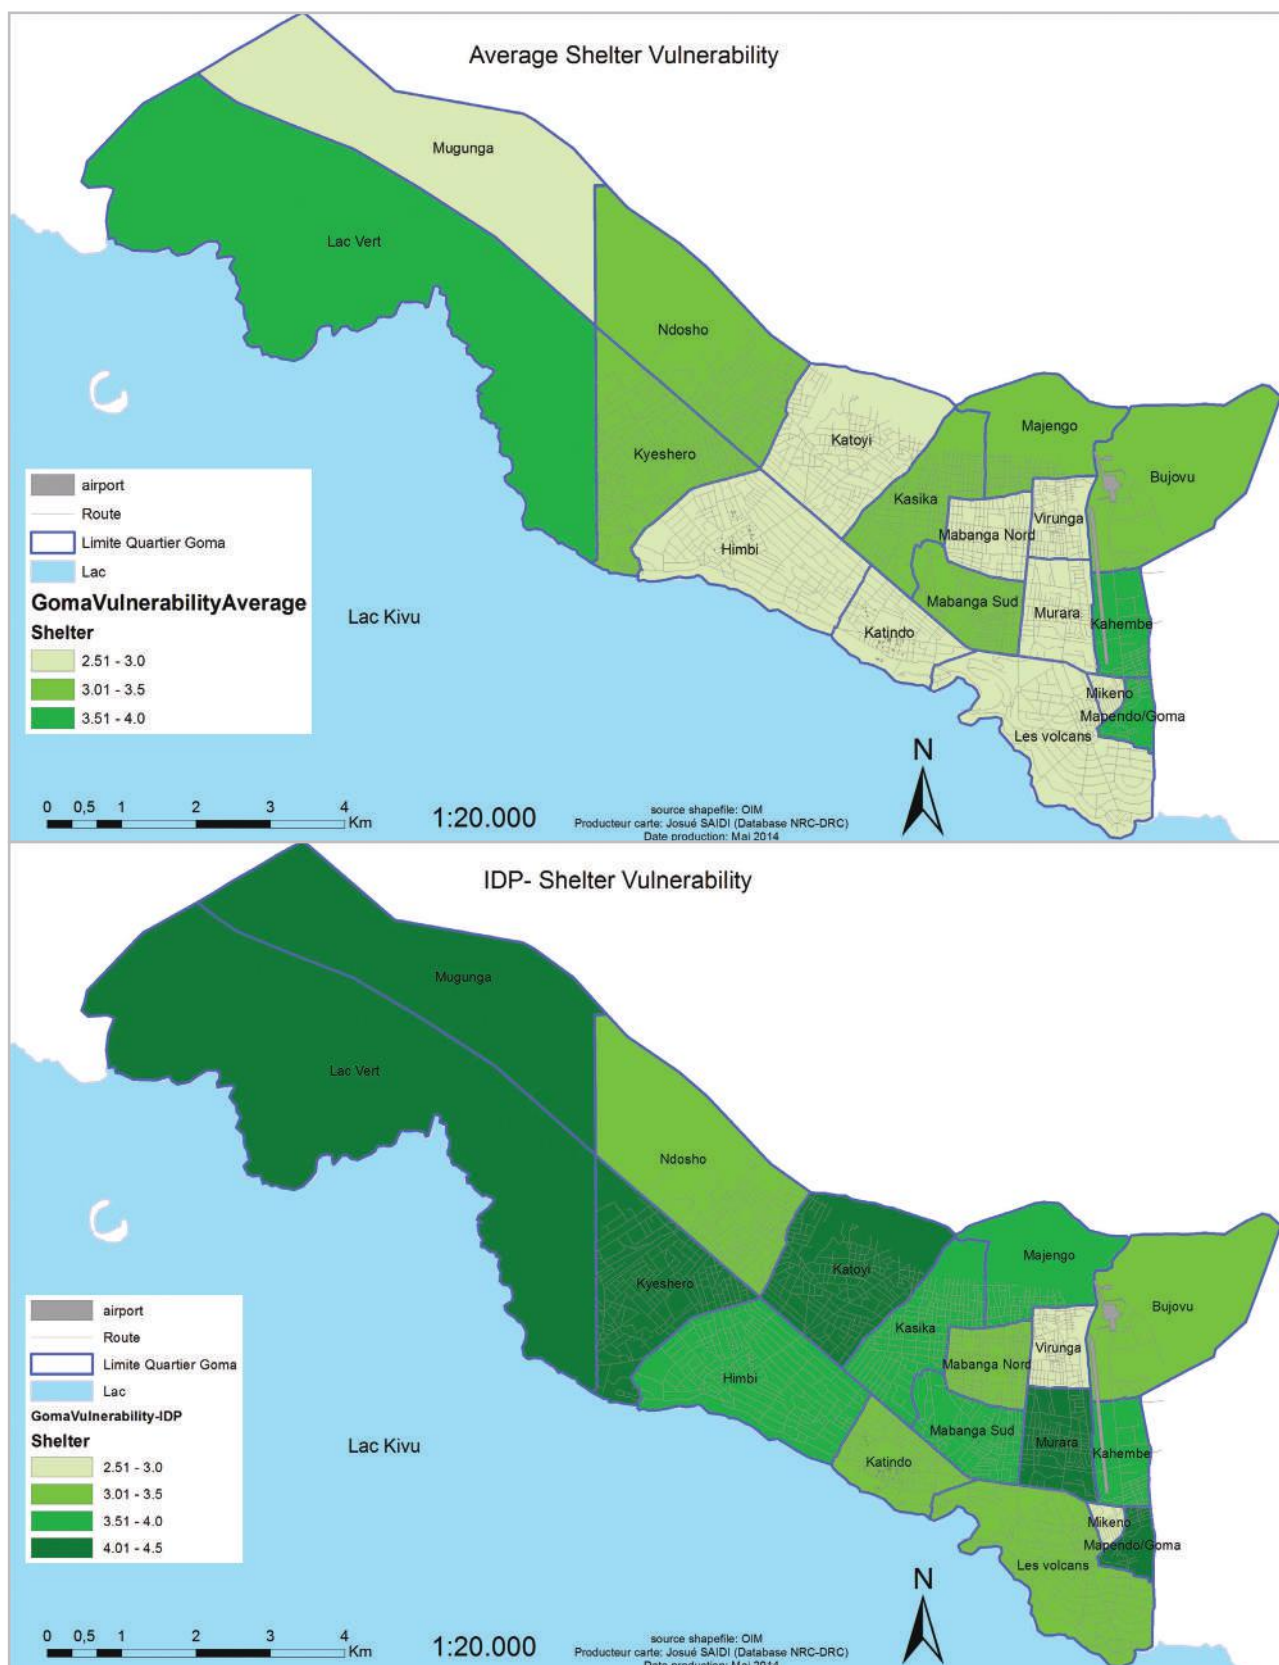 Average Shelter Vulnerability
Mugunga
Lac Vert
Ndosho
Katoyi
Majengo
Kyeshero
Bujovu
Kasika
Virunga
Mabanga Nord
Himbi
Mabanga Sud
Murara
Kahembe
Katindo
Mikeno
Mapendo/Goma
Les volcans
Lac Kivu
airport
Route
Limite Quartier Goma
Lac
GomaVulnerabilityAverage
Shelter
2.51 - 3.0
3.01 - 3.5
3.51 - 4.0
N
0 0,5 1 2 3 4
Km
1:20.000
source shapefile: OIM
Producteur carte: Josué SAIDI (Database NRC-DRC)
Date production: Mai 2014
IDP- Shelter Vulnerability
Mugunga
Lac Vert
Ndosho
Katoyi
Majengo
Kyeshero
Bujovu
Kasika
Virunga
Mabanga Nord
Himbi
Mabanga Sud
Murara
Kahembe
Katindo
Mikeno
Mapendo/Goma
Les volcans
Lac Kivu
airport
Route
Limite Quartier Goma
Lac
GomaVulnerability-IDP
Shelter
2.51 - 3.0
3.01 - 3.5
3.51 - 4.0
4.01 - 4.5
N
0 0,5 1 2 3 4
Km
1:20.000
source shapefile: OIM
Producteur carte: Josué SAIDI (Database NRC-DRC)
Date production: Mai 2014